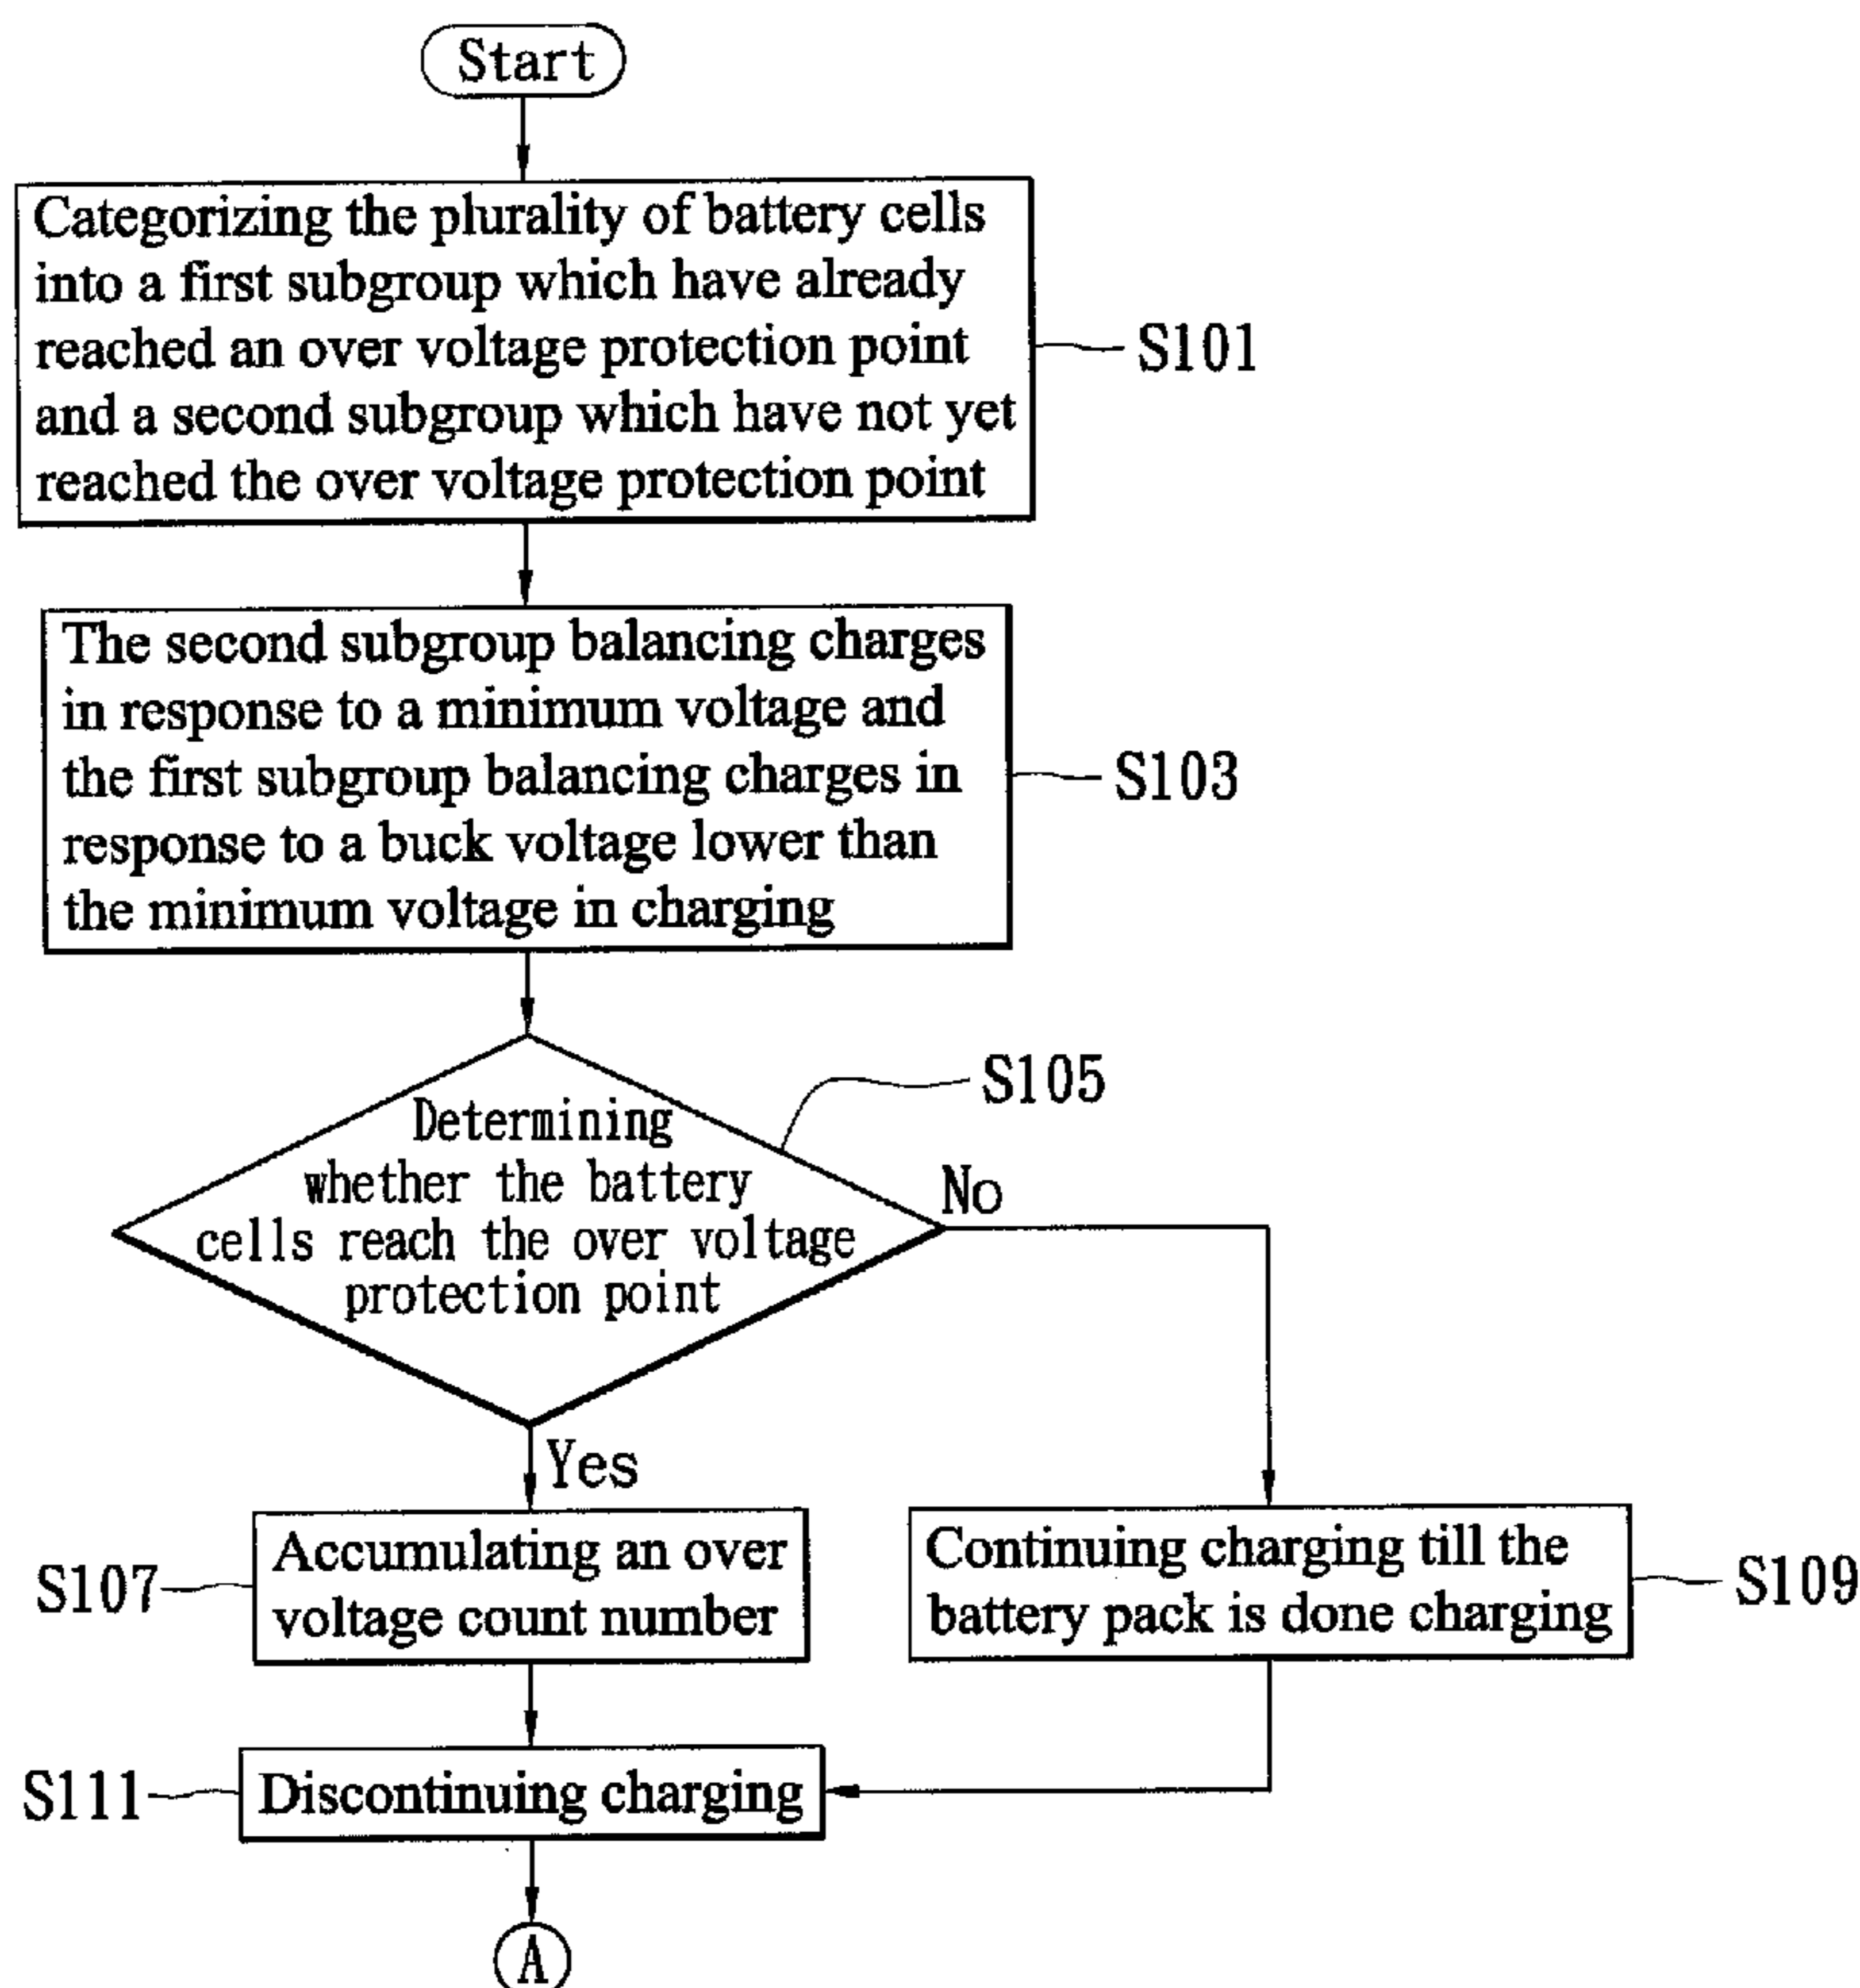 Start
Categorizing the plurality of battery cells
into a first subgroup which have already
reached an over voltage protection point
and a second subgroup which have not yet
reached the over voltage protection point
S101
The second subgroup balancing charges
in response to a minimum voltage and
the first subgroup balancing charges in
response to a buck voltage lower than
the minimum voltage in charging
S103
Determining
whether the battery
cells reach the over voltage
protection point
S105
No
Yes
Accumulating an over
voltage count number
S107
Continuing charging till the
battery pack is done charging
S109
Discontinuing charging
S111
A